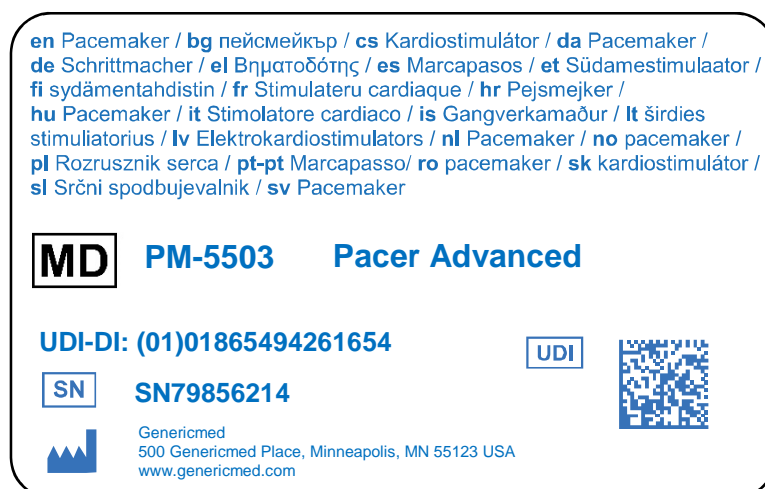 en Pacemaker / bg пейсмейкър / cs Kardiostimulátor / da Pacemaker /
de Schrittmacher / el Βηματοδότης / es Marcapasos / et Südamestimulaator /
fi sydämentahdistin / fr Stimulateru cardiaque / hr Pejsmejker /
hu Pacemaker / it Stimolatore cardiaco / is Gangverkamaður / lt širdies
stimuliatorius / lv Elektrokardiostimulators / nl Pacemaker / no pacemaker /
pl Rozrusznik serca / pt-pt Marcapasso/ ro pacemaker / sk kardiostimulátor /
sl Srčni spodbujevalnik / sv Pacemaker
MD PM-5503 Pacer Advanced
UDI-DI: (01)01865494261654
UDI
SN SN79856214
Genericmed
500 Genericmed Place, Minneapolis, MN 55123 USA
www.genericmed.com